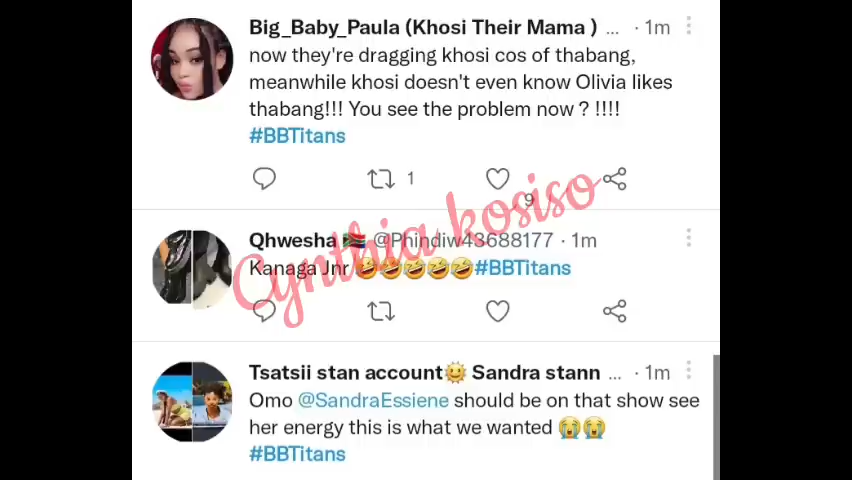 Big_Baby_Paula (Khosi Their Mama ) ... · 1m
now they're dragging khosi cos of thabang,
meanwhile khosi doesn't even know Olivia likes
thabang!!! You see the problem now ? !!!!
#BBTitans
1
9
Cynthia kosiso
Qhwesha 🇿🇦 @Phindiw43688177 · 1m
Kanaga Jnr 🤣🤣🤣🤣🤣#BBTitans
Tsatsii stan account🌞 Sandra stann ... · 1m
Omo @SandraEssiene should be on that show see
her energy this is what we wanted 😭😭
#BBTitans